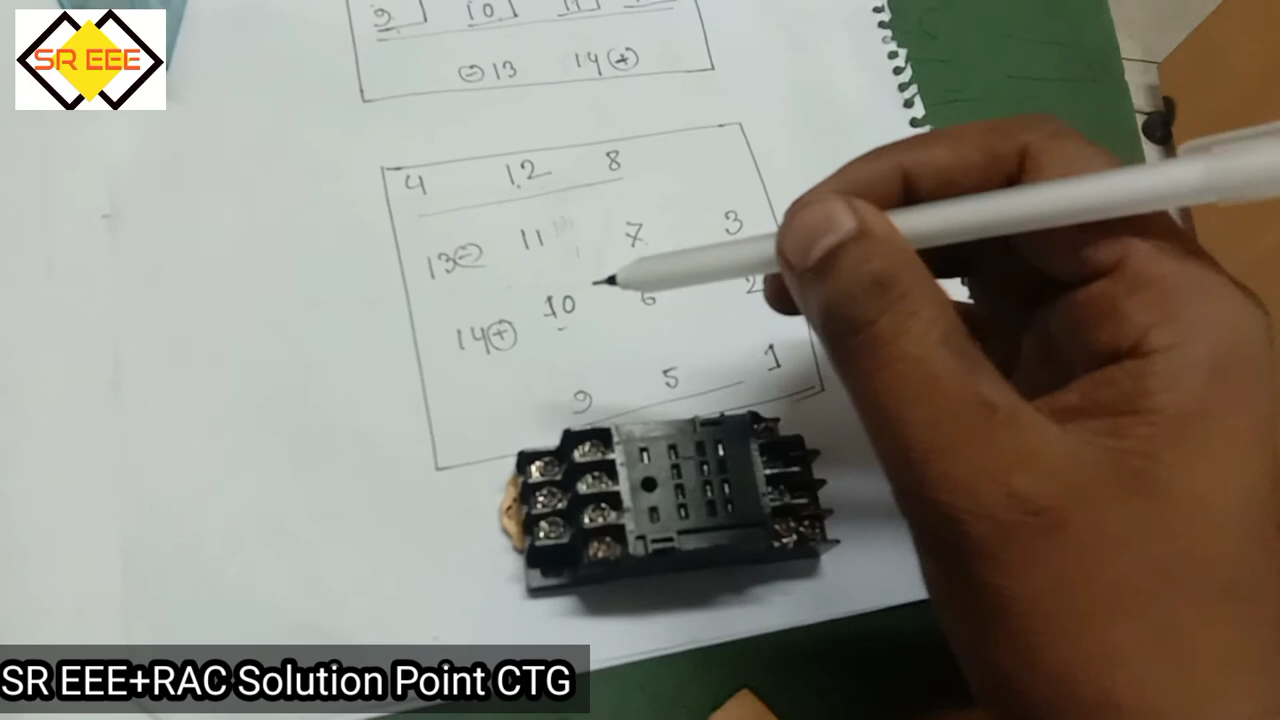 SR EEE
9 10 11
⊖ 13 14 ⊕
4 12 8
13 ⊖ 11 7 3
14 ⊕ 10 6 2
9 5 1
SR EEE+RAC Solution Point CTG